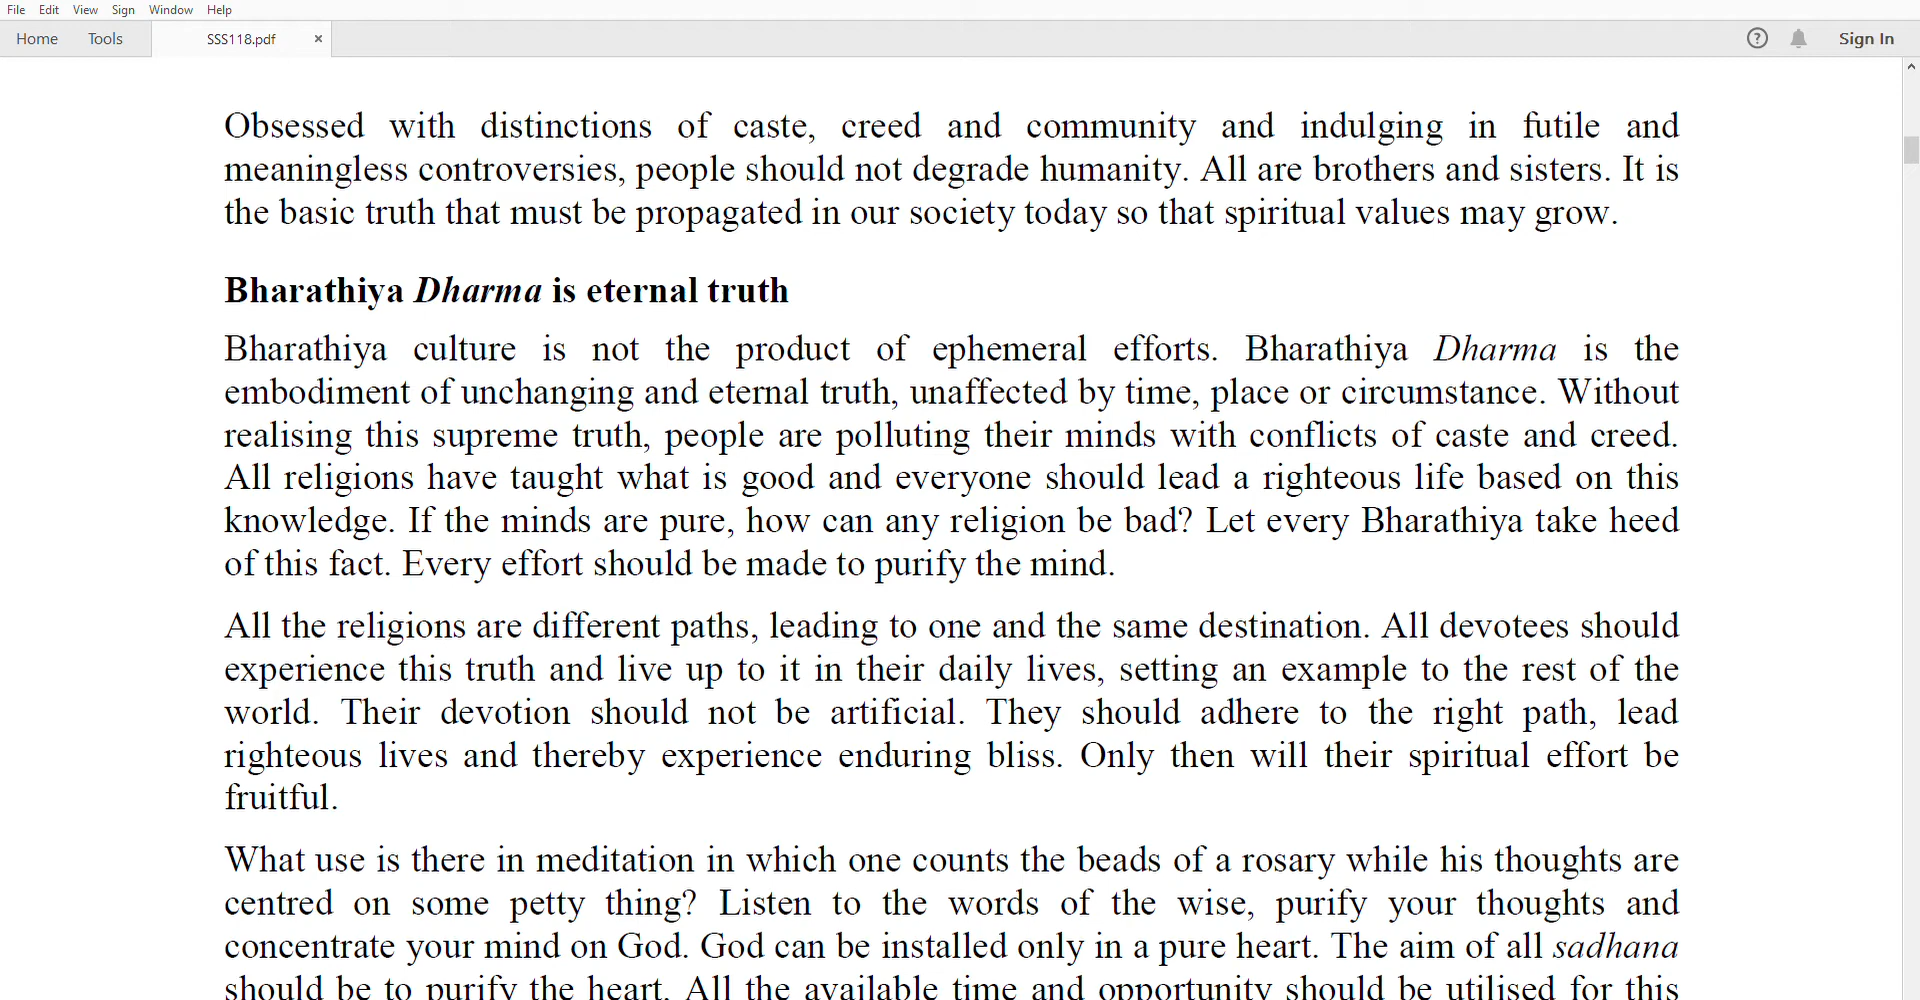 File Edit View Sign Window Help
Home Tools SSS118.pdf × ? Sign In
Obsessed with distinctions of caste, creed and community and indulging in futile and
meaningless controversies, people should not degrade humanity. All are brothers and sisters. It is
the basic truth that must be propagated in our society today so that spiritual values may grow.
Bharathiya Dharma is eternal truth
Bharathiya culture is not the product of ephemeral efforts. Bharathiya Dharma is the
embodiment of unchanging and eternal truth, unaffected by time, place or circumstance. Without
realising this supreme truth, people are polluting their minds with conflicts of caste and creed.
All religions have taught what is good and everyone should lead a righteous life based on this
knowledge. If the minds are pure, how can any religion be bad? Let every Bharathiya take heed
of this fact. Every effort should be made to purify the mind.
All the religions are different paths, leading to one and the same destination. All devotees should
experience this truth and live up to it in their daily lives, setting an example to the rest of the
world. Their devotion should not be artificial. They should adhere to the right path, lead
righteous lives and thereby experience enduring bliss. Only then will their spiritual effort be
fruitful.
What use is there in meditation in which one counts the beads of a rosary while his thoughts are
centred on some petty thing? Listen to the words of the wise, purify your thoughts and
concentrate your mind on God. God can be installed only in a pure heart. The aim of all sadhana
should be to purify the heart. All the available time and opportunity should be utilised for this